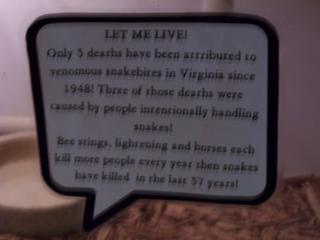 LET ME LIVE!
Only 5 deaths have been attributed to
venomous snakebites in Virginia since
1948! Three of those deaths were
caused by people intentionally handling
snakes!
Bee stings, lightening and horses each
kill more people every year then snakes
have killed in the last 57 years!